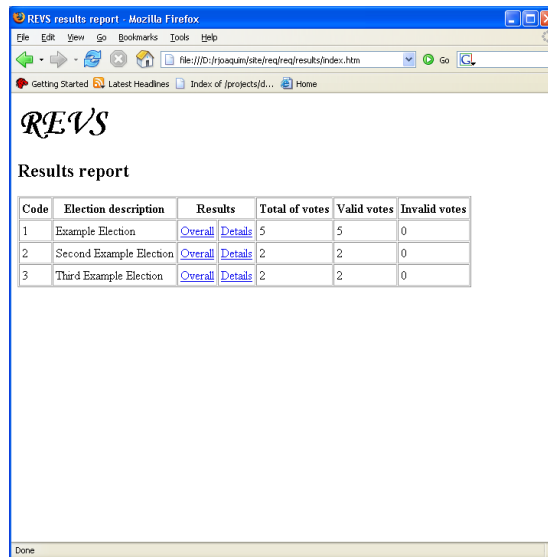 REVS results report - Mozilla Firefox
File Edit View Go Bookmarks Tools Help
file:///D:/rjoaquim/site/req/req/results/index.htm Go G
Getting Started Latest Headlines Index of /projects/d... Home
REVS
Results report
Code Election description Results Total of votes Valid votes Invalid votes
1 Example Election Overall Details 5 5 0
2 Second Example Election Overall Details 2 2 0
3 Third Example Election Overall Details 2 2 0
Done